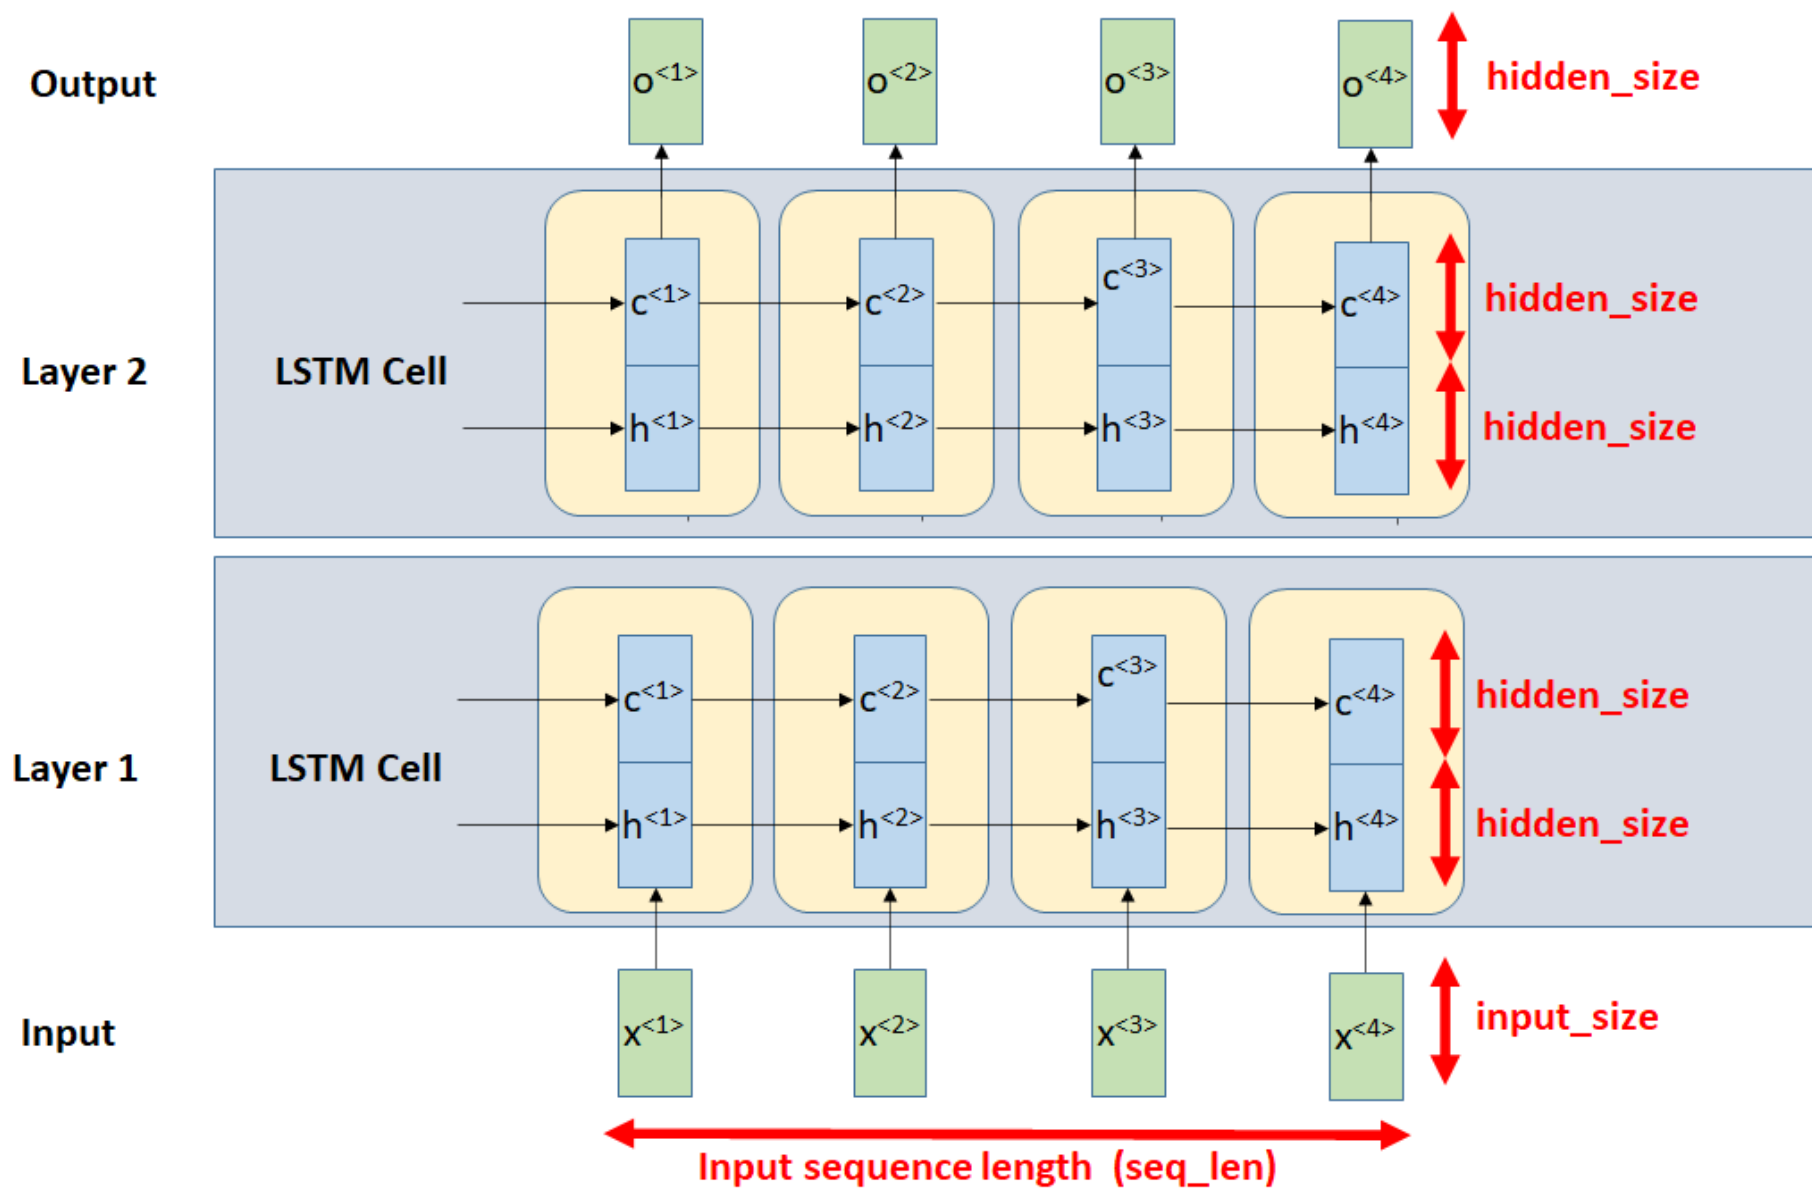 Output
o<1>
o<2>
o<3>
o<4>
hidden_size
Layer 2
LSTM Cell
c<1>
c<2>
c<3>
c<4>
hidden_size
h<1>
h<2>
h<3>
h<4>
hidden_size
Layer 1
LSTM Cell
c<1>
c<2>
c<3>
c<4>
hidden_size
h<1>
h<2>
h<3>
h<4>
hidden_size
Input
x<1>
x<2>
x<3>
x<4>
input_size
Input sequence length (seq_len)